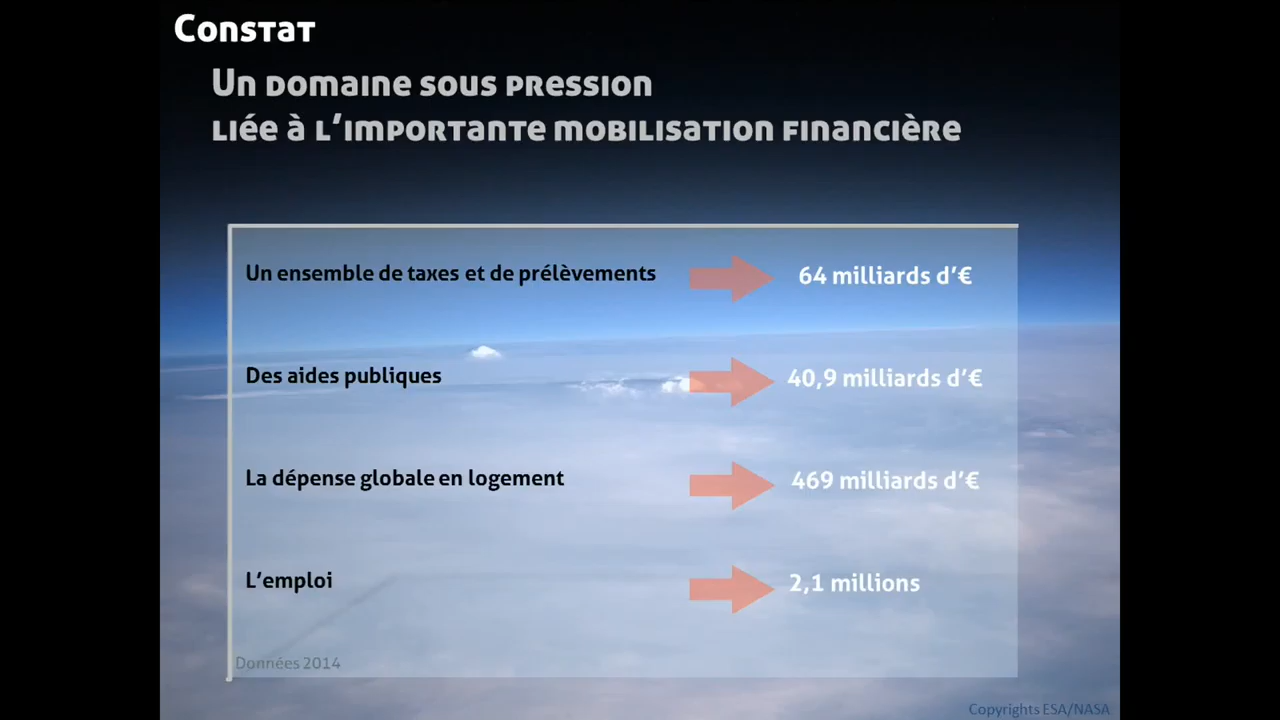 Constat
Un domaine sous pression
liée à l’importante mobilisation financière
Un ensemble de taxes et de prélèvements 64 milliards d’€
Des aides publiques 40,9 milliards d’€
La dépense globale en logement 469 milliards d’€
L’emploi 2,1 millions
Données 2014
Copyrights ESA/NASA